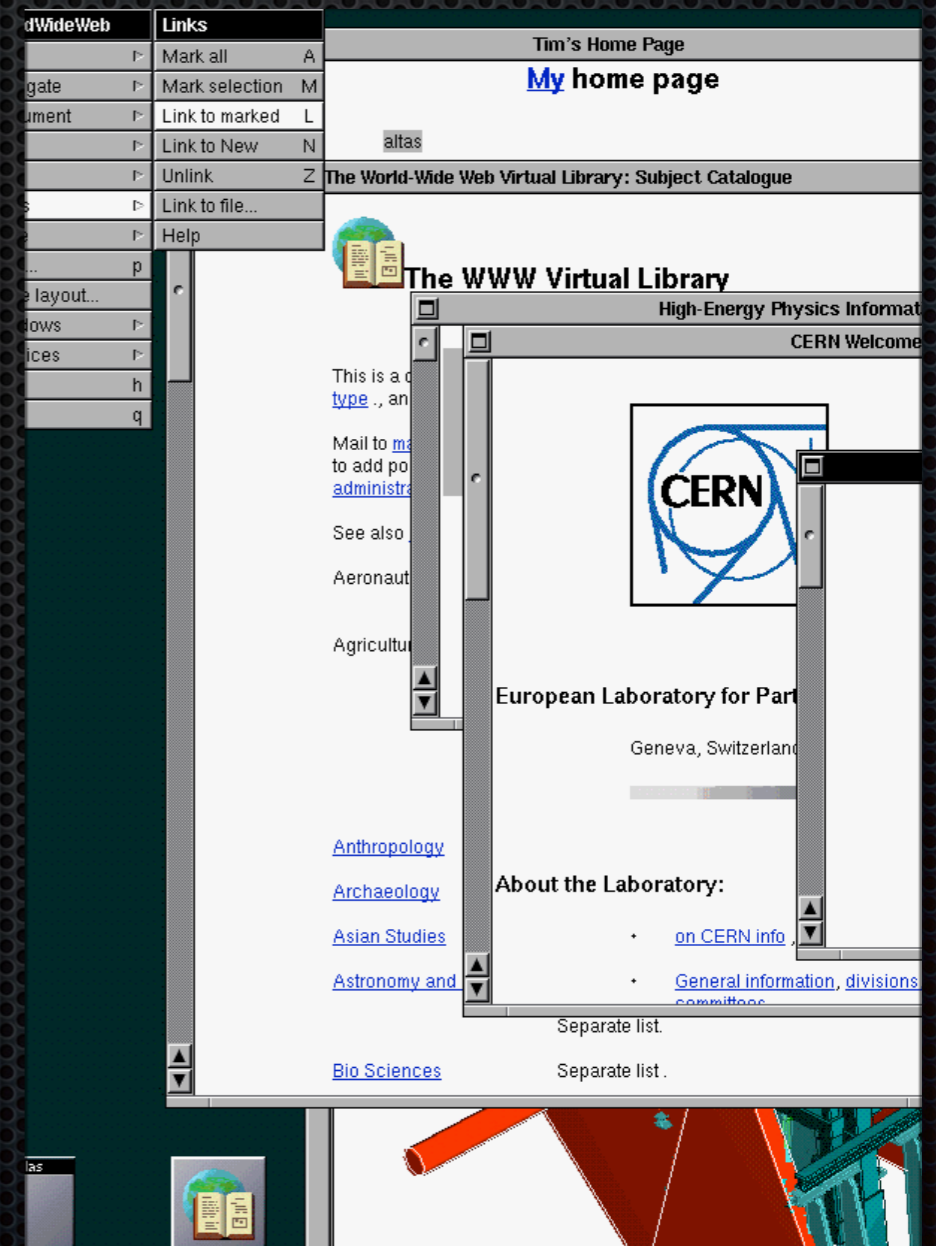 dWideWeb
gate
ument
s
e
... p
e layout...
dows
ices
h
q
Links
Mark all A
Mark selection M
Link to marked L
Link to New N
Unlink Z
Link to file...
Help
Tim's Home Page
My home page
altas
The World-Wide Web Virtual Library: Subject Catalogue
The WWW Virtual Library
This is a
type ., an
Mail to ma
to add po
administra
See also
Aeronaut
Agricultu
Anthropology
Archaeology
Asian Studies
Astronomy and
Separate list.
Bio Sciences Separate list .
High-Energy Physics Informat
CERN Welcome
CERN
European Laboratory for Part
Geneva, Switzerland
About the Laboratory:
• on CERN info ,
• General information, divisions
committees
las